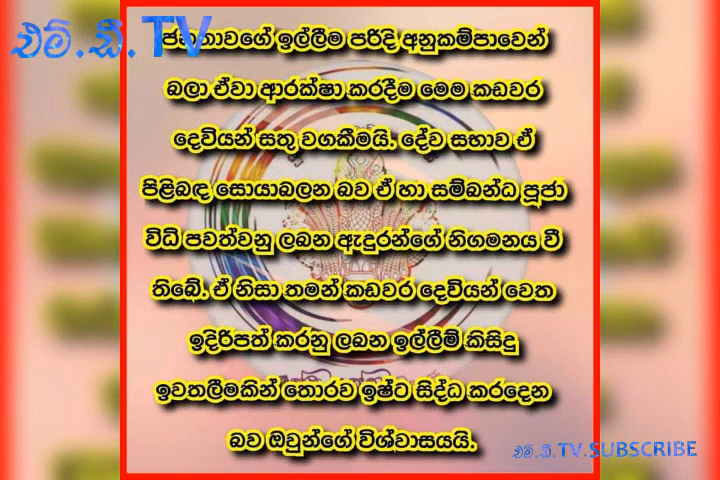 එම්.ඩී.TV
ජනතාවගේ ඉල්ලීම පරිදි අනුකම්පාවෙන්
බලා ඒවා ආරක්ෂා කරදීම මෙම කඩවර
දෙවියන් සතු වගකීමයි. දේව සභාව ඒ
පිළිබඳ සොයාබලන බව ඒ හා සම්බන්ධ පූජා
විධි පවත්වනු ලබන ඇදුරන්ගේ නිගමනය වී
තිබේ. ඒ නිසා තමන් කඩවර දෙවියන් වෙත
ඉදිරිපත් කරනු ලබන ඉල්ලීම් කිසිදු
ඉවතලීමකින් තොරව ඉෂ්ට සිද්ධ කරදෙන
බව ඔවුන්ගේ විශ්වාසයයි.
එම්.ඩී.TV.SUBSCRIBE